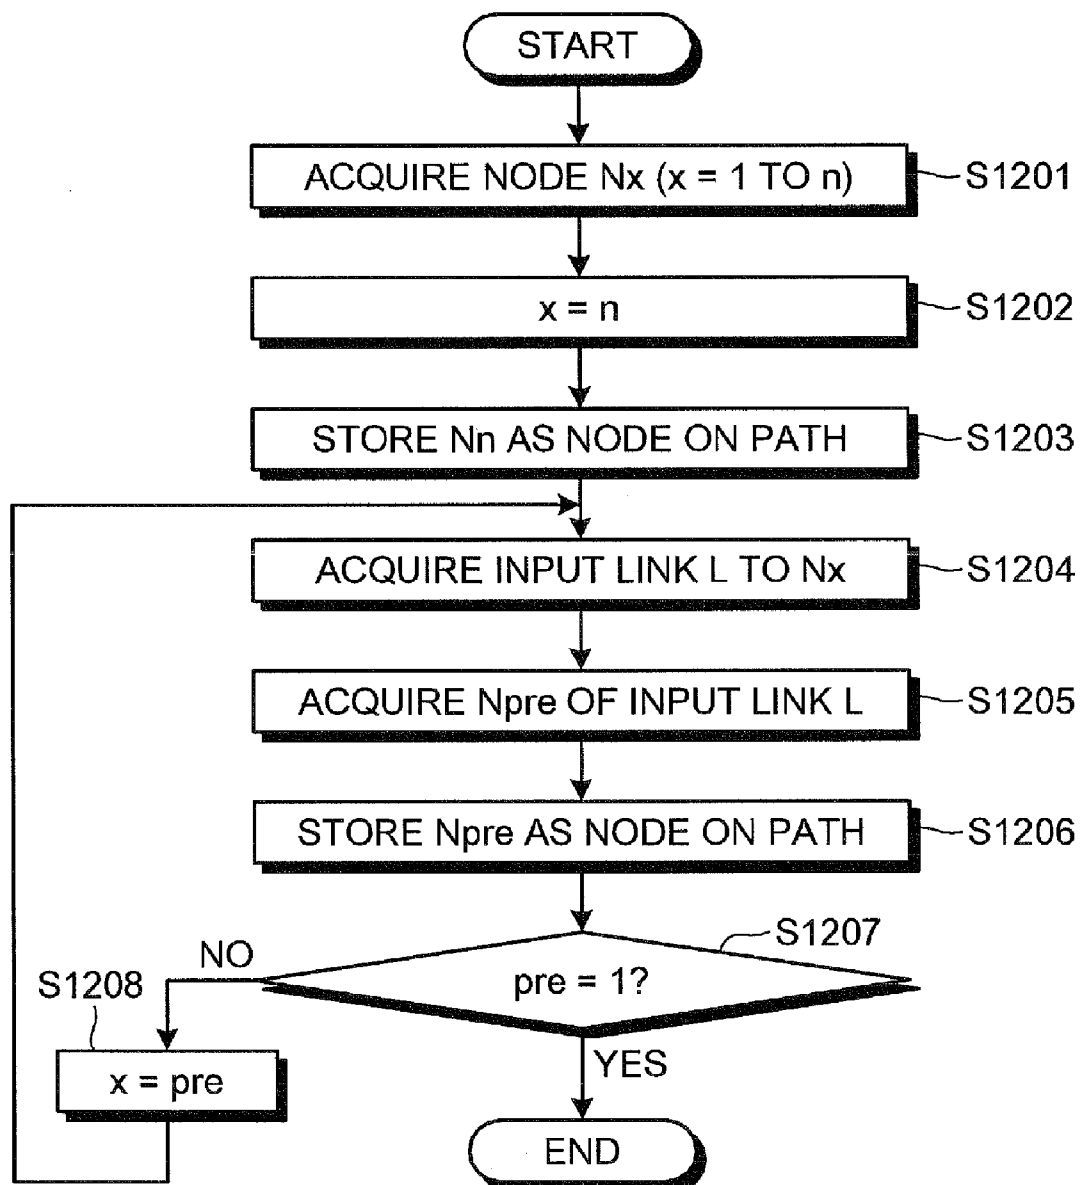 START
ACQUIRE NODE Nx (x = 1 TO n)
S1201
x = n
S1202
STORE Nn AS NODE ON PATH
S1203
ACQUIRE INPUT LINK L TO Nx
S1204
ACQUIRE Npre OF INPUT LINK L
S1205
STORE Npre AS NODE ON PATH
S1206
S1207
NO
pre = 1?
S1208
YES
x = pre
END